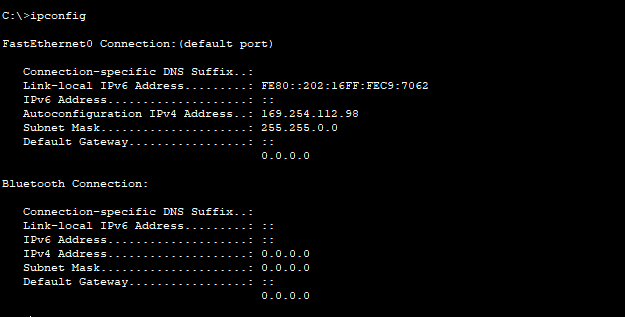 C:\>ipconfig
FastEthernet0 Connection:(default port)
Connection-specific DNS Suffix..:
Link-local IPv6 Address.........: FE80::202:16FF:FEC9:7062
IPv6 Address....................: ::
Autoconfiguration IPv4 Address..: 169.254.112.98
Subnet Mask.....................: 255.255.0.0
Default Gateway.................: ::
0.0.0.0
Bluetooth Connection:
Connection-specific DNS Suffix..:
Link-local IPv6 Address.........: ::
IPv6 Address....................: ::
IPv4 Address....................: 0.0.0.0
Subnet Mask.....................: 0.0.0.0
Default Gateway.................: ::
0.0.0.0